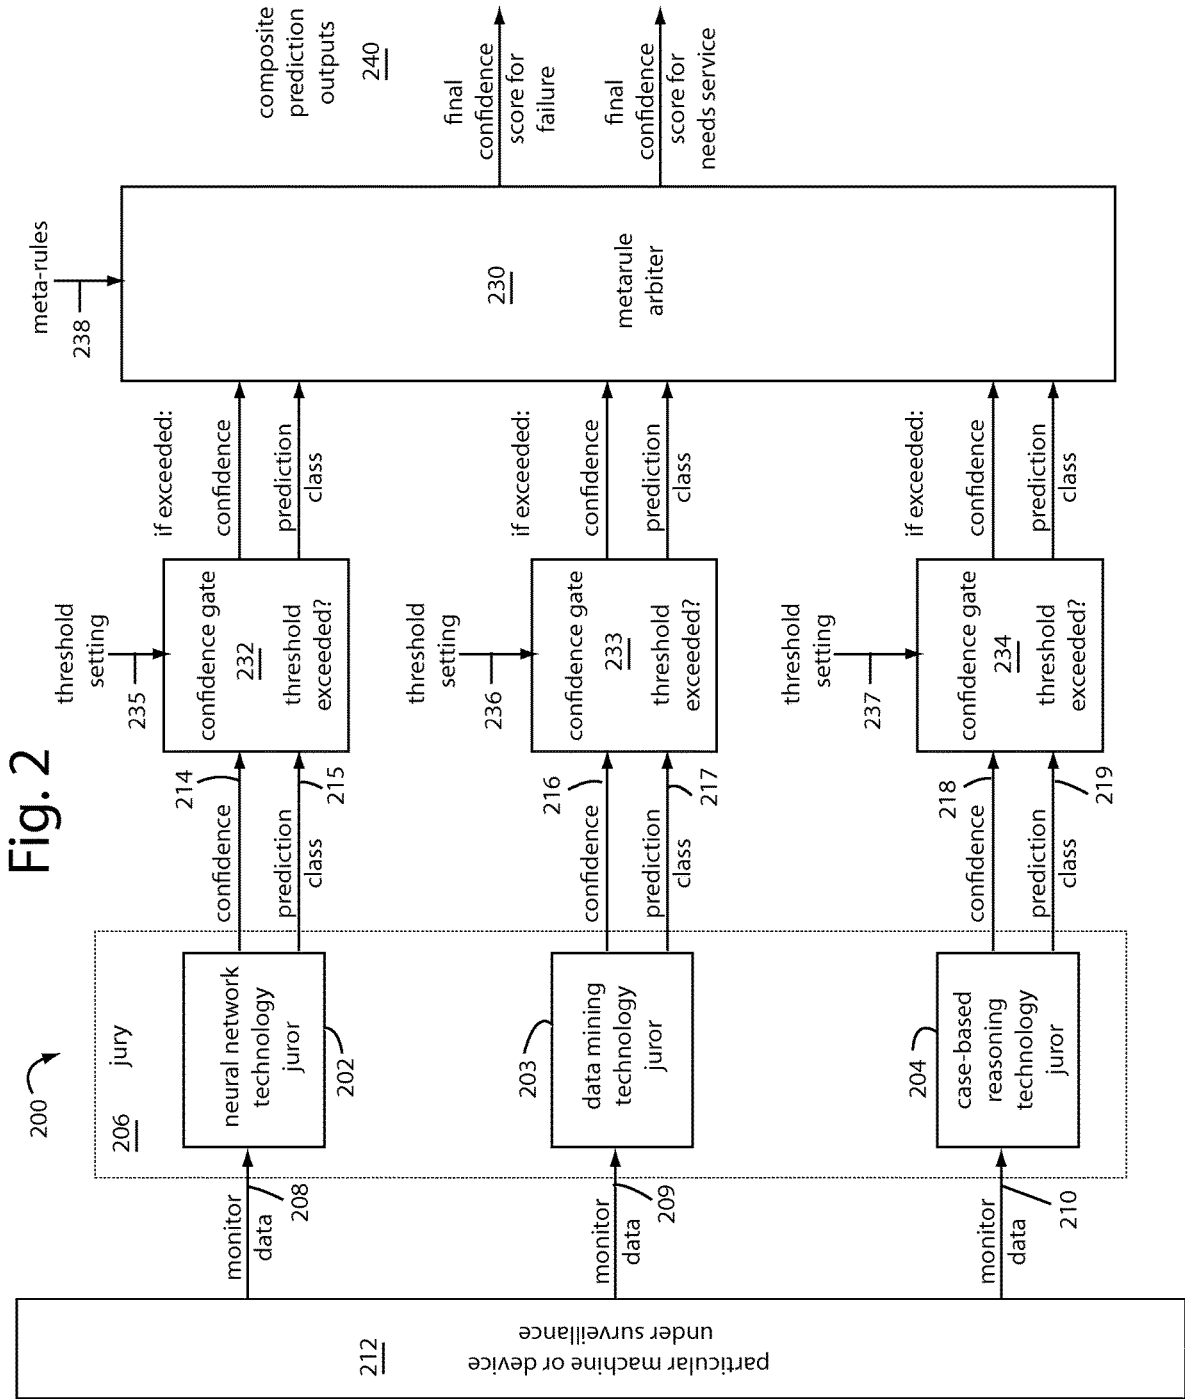 Fig. 2
200
206
jury
212
particular machine or device
under surveillance
monitor
data
208
neural network
technology
juror
202
confidence
214
prediction
class
215
threshold
setting
235
confidence gate
232
threshold
exceeded?
if exceeded:
confidence
prediction
class
monitor
data
209
203
data mining
technology
juror
confidence
216
prediction
class
217
threshold
setting
236
confidence gate
233
threshold
exceeded?
if exceeded:
confidence
prediction
class
monitor
data
210
204
case-based
reasoning
technology
juror
confidence
218
prediction
class
219
threshold
setting
237
confidence gate
234
threshold
exceeded?
if exceeded:
confidence
prediction
class
meta-rules
238
230
metarule
arbiter
composite
prediction
outputs
240
final
confidence
score for
failure
final
confidence
score for
needs service